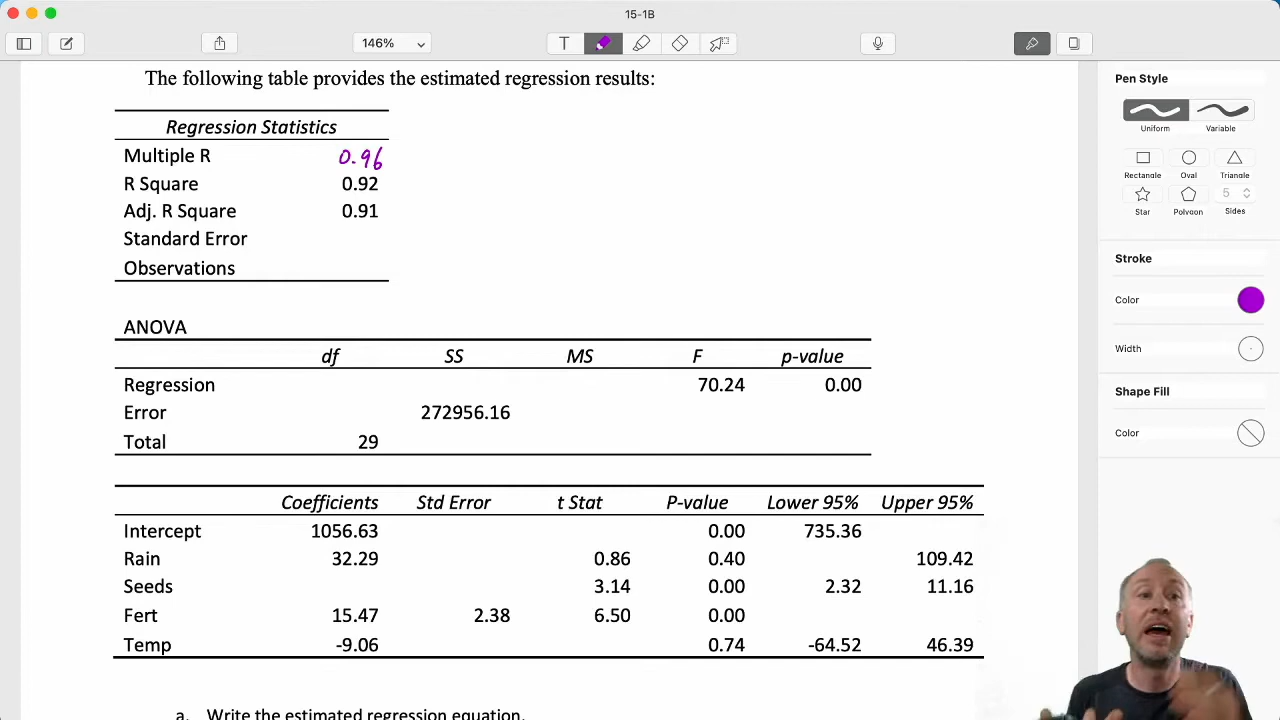 15-1B
146%
T
The following table provides the estimated regression results:
Regression Statistics
Multiple R 0.96
R Square 0.92
Adj. R Square 0.91
Standard Error
Observations
ANOVA
df SS MS F p-value
Regression 70.24 0.00
Error 272956.16
Total 29
Coefficients Std Error t Stat P-value Lower 95% Upper 95%
Intercept 1056.63 0.00 735.36
Rain 32.29 0.86 0.40 109.42
Seeds 3.14 0.00 2.32 11.16
Fert 15.47 2.38 6.50 0.00
Temp -9.06 0.74 -64.52 46.39
a. Write the estimated regression equation.
Pen Style
Uniform Variable
Rectangle Oval Triangle
5
Star Polygon Sides
Stroke
Color
Width
Shape Fill
Color